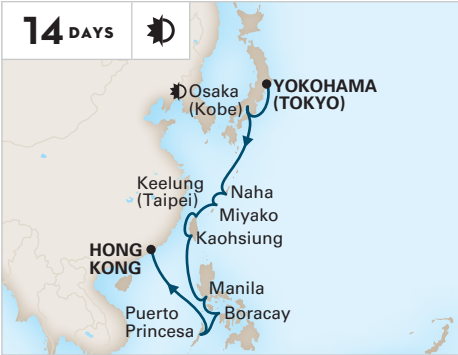 14 DAYS
Osaka
(Kobe)
YOKOHAMA
(TOKYO)
Keelung
(Taipei)
Naha
Miyako
Kaohsiung
HONG
KONG
Manila
Boracay
Puerto
Princesa